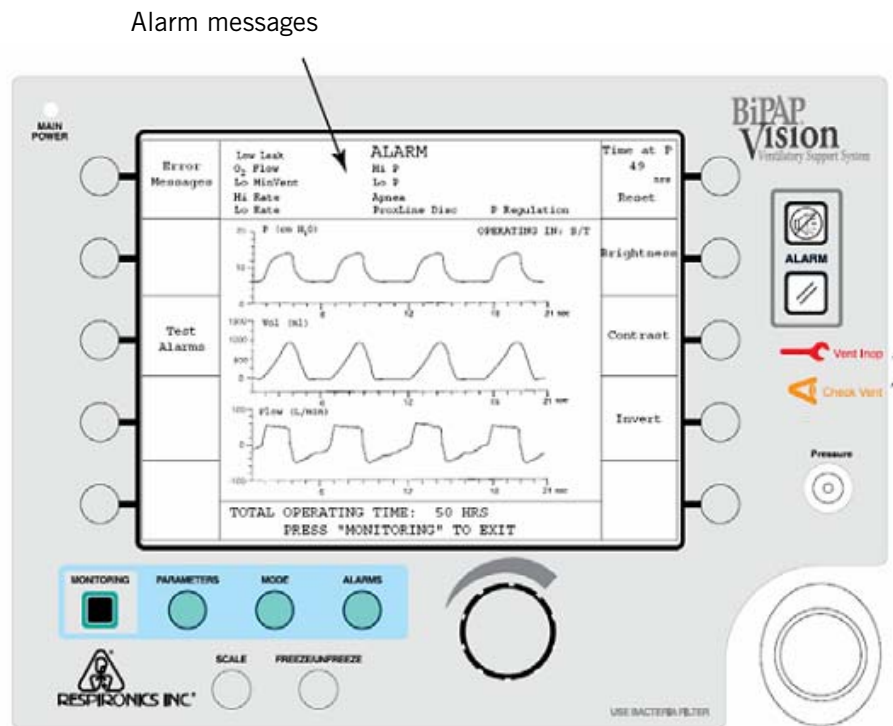 Alarm messages
MAIN
POWER
BiPAP
Vision
Ventilatory Support System
Error
Messages
Low Leak
O2 Flow
Lo MinVent
Hi Rate
Lo Rate
ALARM
Hi P
Lo P
Apnea
ProxLine Disc
P Regulation
Time at P
49
Reset
P (cm H2O)
OPERATING IN: S/T
Brightness
ALARM
Test
Alarms
Vol (ml)
Contrast
Vent Inop
Check Vent
Flow (L/min)
Invert
Pressure
TOTAL OPERATING TIME: 50 HRS
PRESS "MONITORING" TO EXIT
MONITORING
PARAMETERS
MODE
ALARMS
SCALE
FREEZE/UNFREEZE
RESPIRONICS INC
USE BACTERIA FILTER